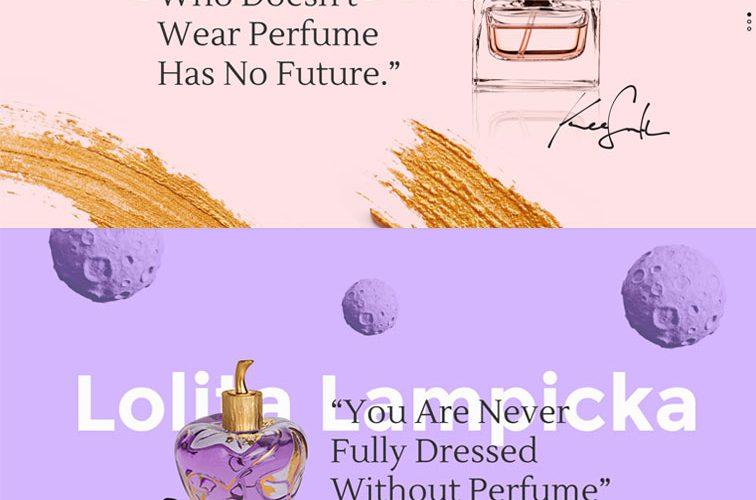 Who Doesn't
Wear Perfume
Has No Future.”
Lolita Lampicka
“You Are Never
Fully Dressed
Without Perfume”